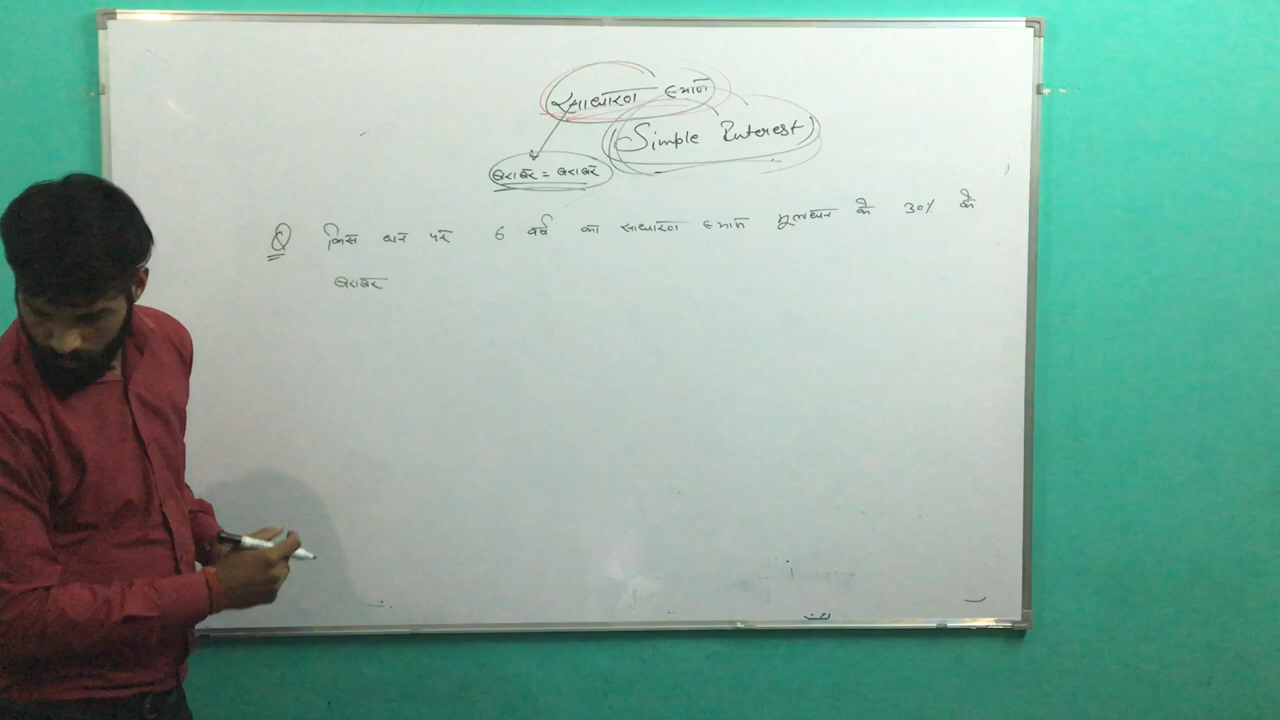 साधारण ब्याज
Simple Interest
बराबर = बराबर
Q किस दर पर 6 वर्ष का साधारण ब्याज मूलधन के 30% के
बराबर